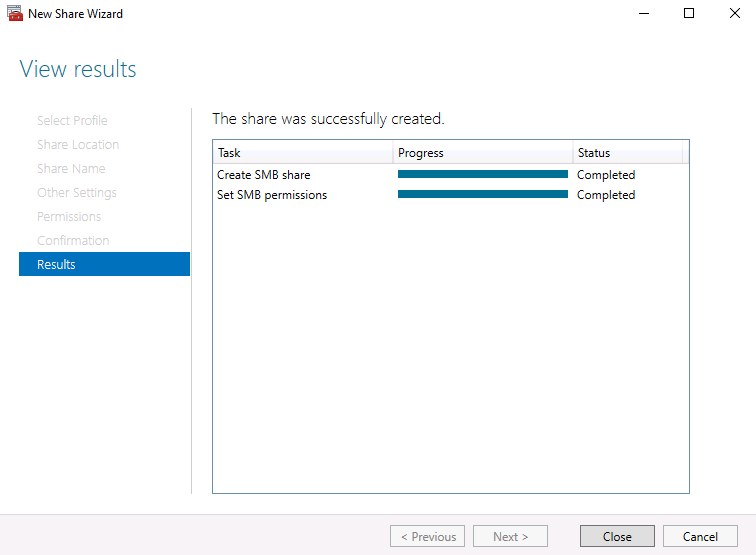 New Share Wizard
View results
Select Profile
Share Location
Share Name
Other Settings
Permissions
Confirmation
Results
The share was successfully created.
Task Progress Status
Create SMB share Completed
Set SMB permissions Completed
< Previous Next > Close Cancel